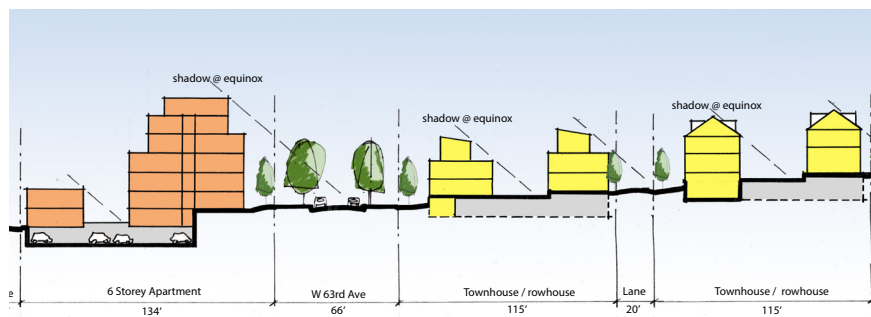 shadow @ equinox
shadow @ equinox
shadow @ equinox
e
6 Storey Apartment
W 63rd Ave
Townhouse / rowhouse
Lane
Townhouse / rowhouse
134'
66'
115'
20'
115'